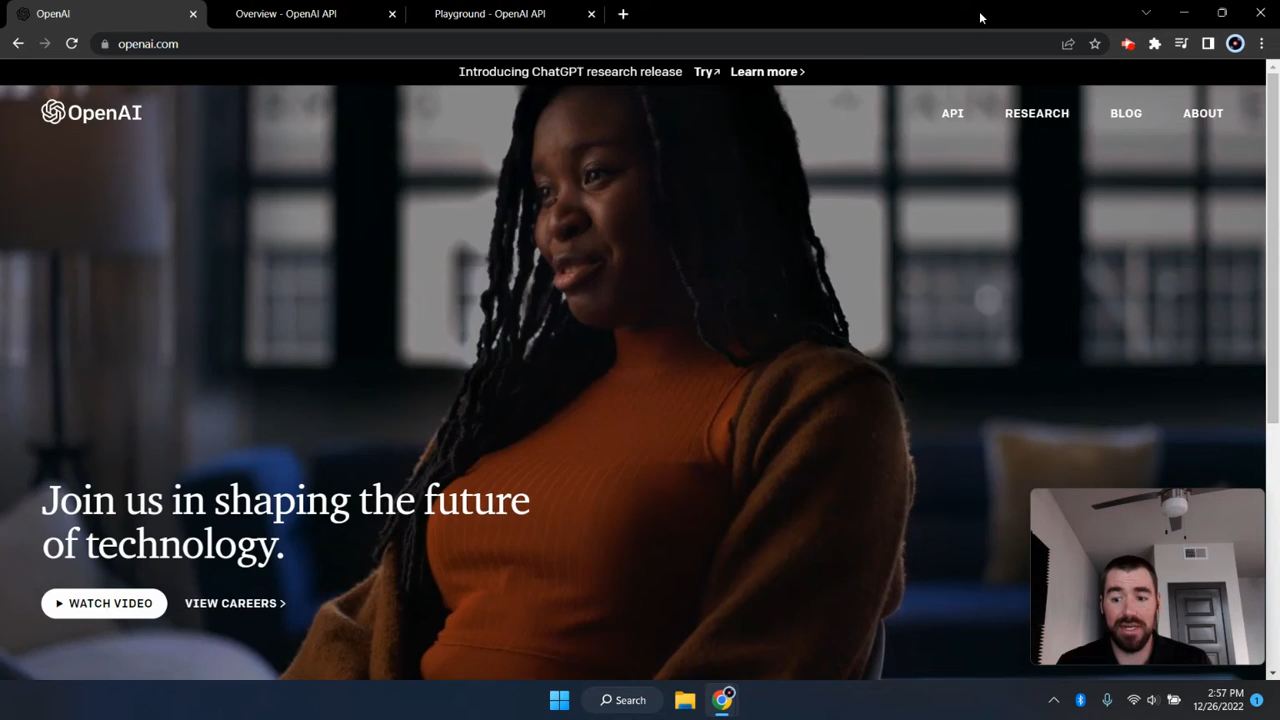 OpenAI
Overview - OpenAI API
Playground - OpenAI API
openai.com
Introducing ChatGPT research release Try↗ Learn more >
OpenAI
API
RESEARCH
BLOG
ABOUT
Join us in shaping the future
of technology.
WATCH VIDEO
VIEW CAREERS >
Search
2:57 PM
12/26/2022
1